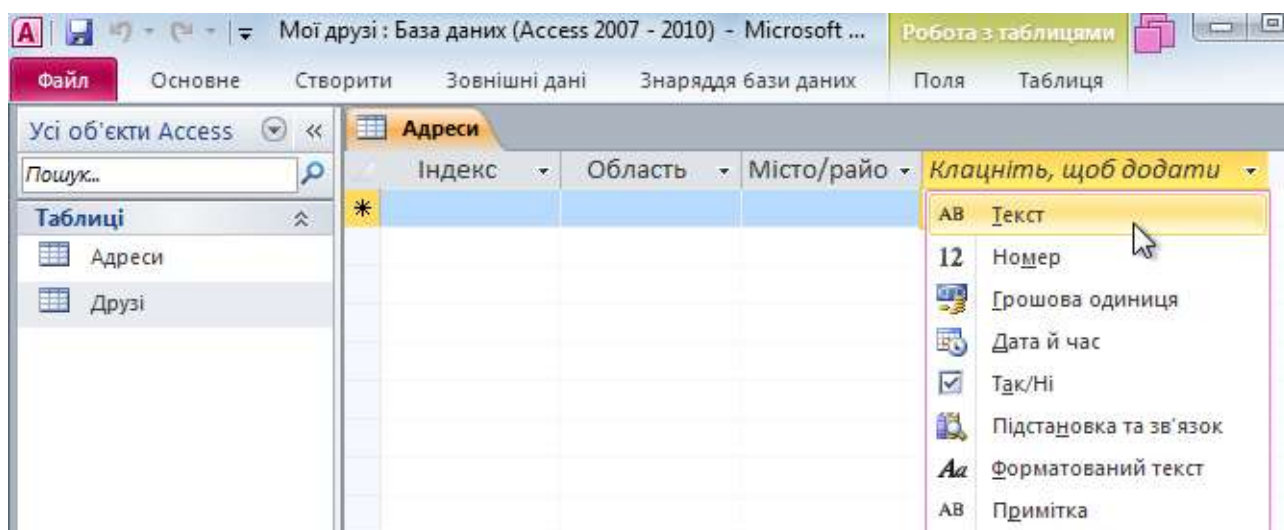 Мої друзі : База даних (Access 2007 - 2010) - Microsoft ... Робота з таблицями
Файл Основне Створити Зовнішні дані Знаряддя бази даних Поля Таблиця
Усі об'єкти Access « Адреси
Пошук... Індекс Область Місто/райо Клацніть, щоб додати
Таблиці * AB Текст
Адреси 12 Номер
Друзі Грошова одиниця
Дата й час
Так/Ні
Підстановка та зв'язок
Aa Форматований текст
AB Примітка